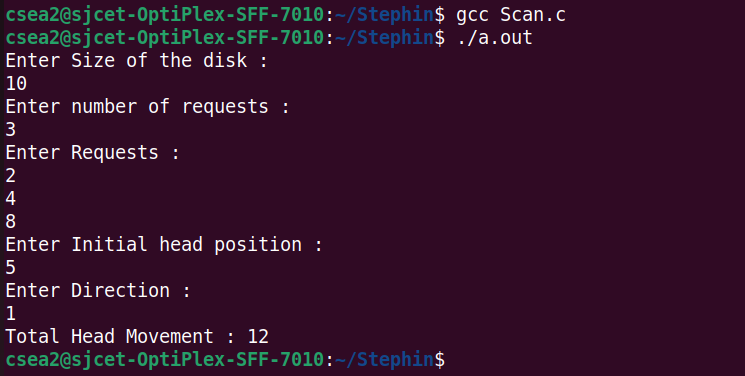 csea2@sjcet-OptiPlex-SFF-7010:~/Stephin$ gcc Scan.c
csea2@sjcet-OptiPlex-SFF-7010:~/Stephin$ ./a.out
Enter Size of the disk :
10
Enter number of requests :
3
Enter Requests :
2
4
8
Enter Initial head position :
5
Enter Direction :
1
Total Head Movement : 12
csea2@sjcet-OptiPlex-SFF-7010:~/Stephin$